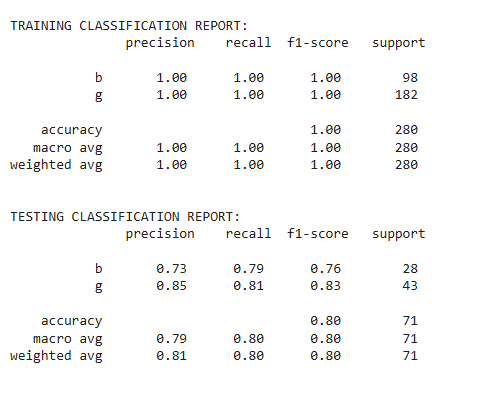 TRAINING CLASSIFICATION REPORT:
precision recall f1-score support
b 1.00 1.00 1.00 98
g 1.00 1.00 1.00 182
accuracy 1.00 280
macro avg 1.00 1.00 1.00 280
weighted avg 1.00 1.00 1.00 280
TESTING CLASSIFICATION REPORT:
precision recall f1-score support
b 0.73 0.79 0.76 28
g 0.85 0.81 0.83 43
accuracy 0.80 71
macro avg 0.79 0.80 0.80 71
weighted avg 0.81 0.80 0.80 71